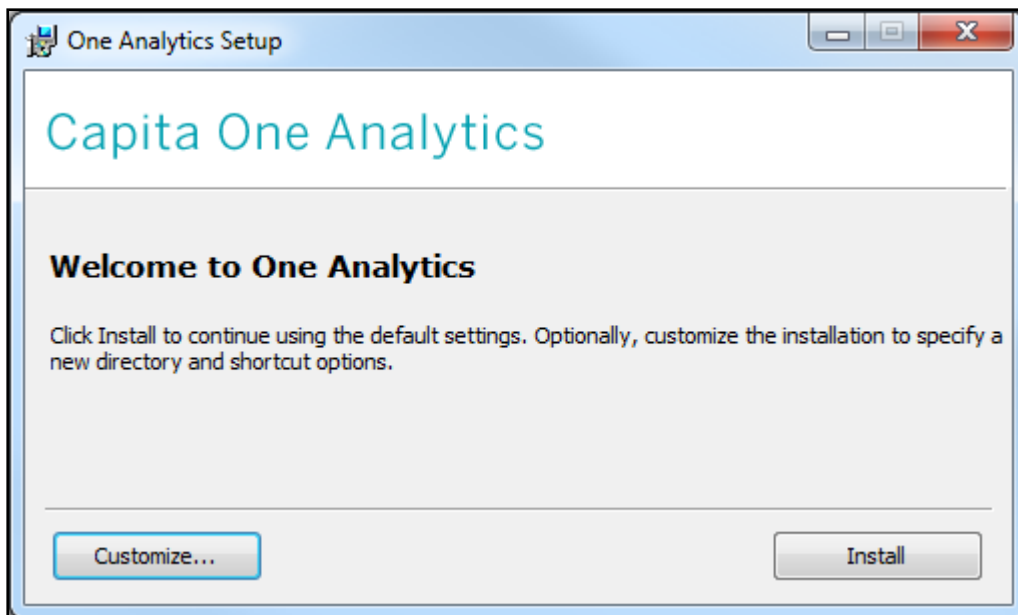 One Analytics Setup
Capita One Analytics
Welcome to One Analytics
Click Install to continue using the default settings. Optionally, customize the installation to specify a
new directory and shortcut options.
Customize...
Install